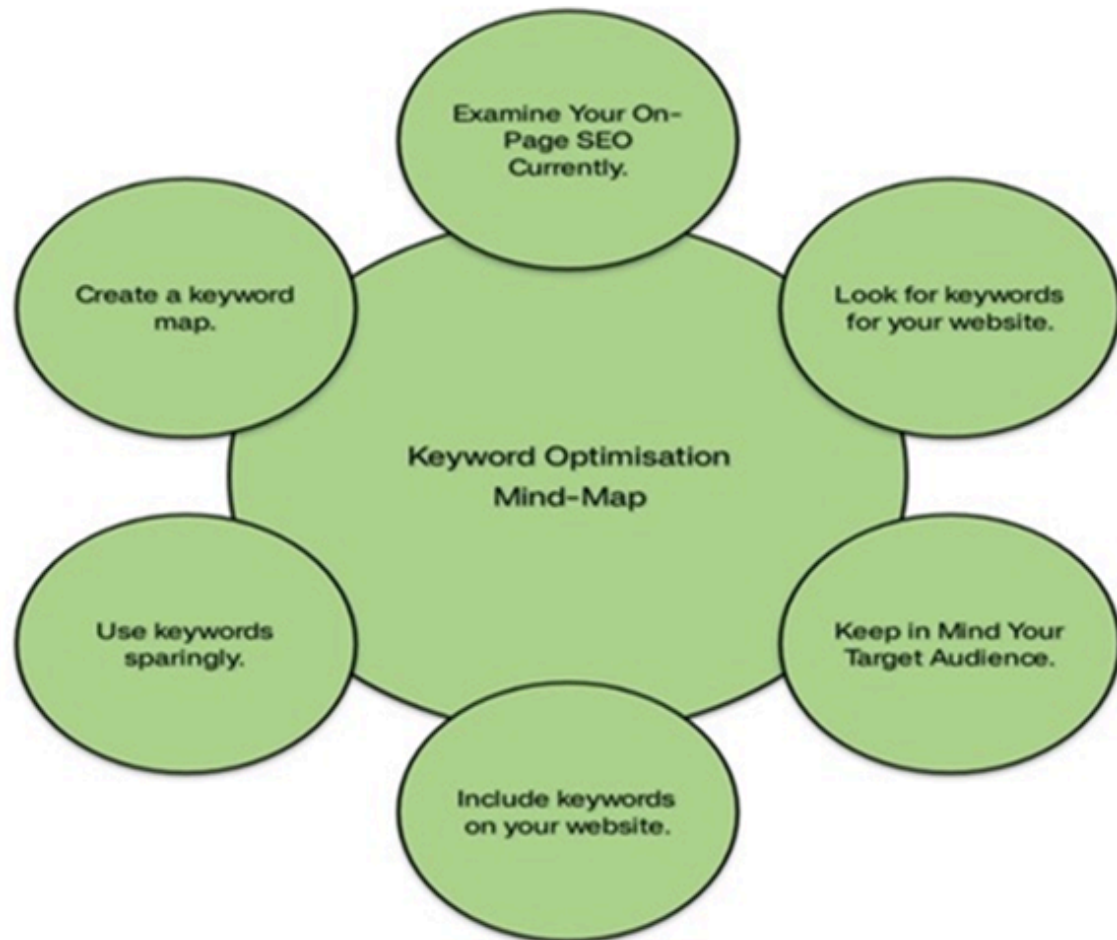 Examine Your On-
Page SEO
Currently.
Look for keywords
for your website.
Keep in Mind Your
Target Audience.
Include keywords
on your website.
Use keywords
sparingly.
Create a keyword
map.
Keyword Optimisation
Mind-Map